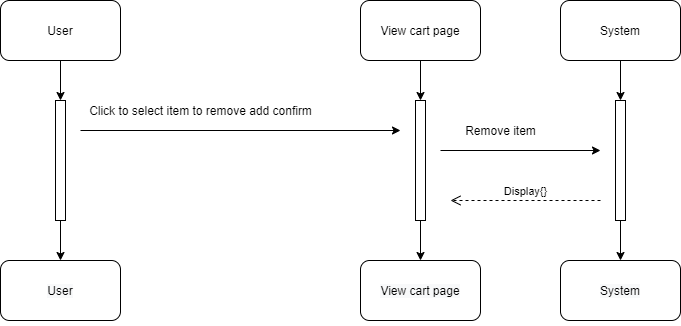 User
View cart page
System
Click to select item to remove add confirm
Remove item
Display{}
User
View cart page
System